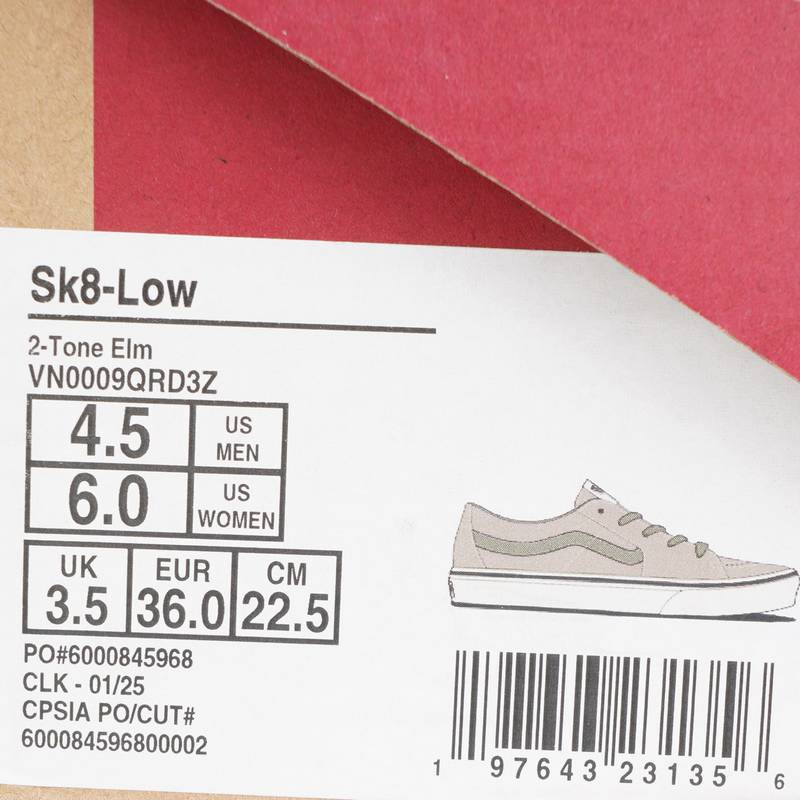 Sk8-Low
2-Tone Elm
VN0009QRD3Z
4.5 US MEN
6.0 US WOMEN
UK EUR CM
3.5 36.0 22.5
PO#6000845968
CLK - 01/25
CPSIA PO/CUT#
600084596800002
1 97643 23135 6